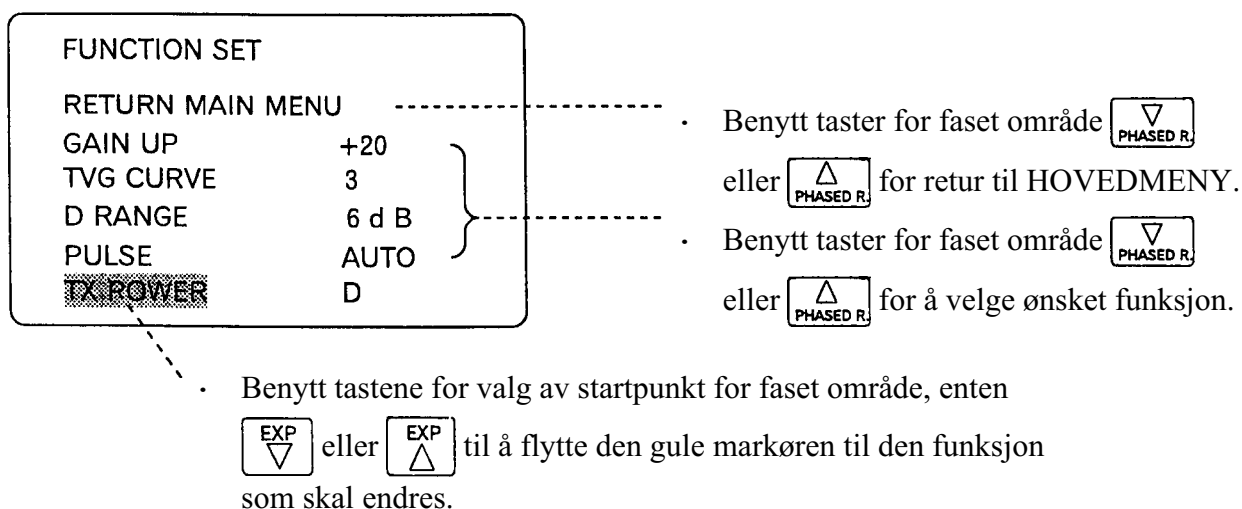 FUNCTION SET
RETURN MAIN MENU
GAIN UP +20
TVG CURVE 3
D RANGE 6 d B
PULSE AUTO
TX POWER D
· Benytt taster for faset område ▽ PHASED R.
eller △ PHASED R. for retur til HOVEDMENY.
· Benytt taster for faset område ▽ PHASED R.
eller △ PHASED R. for å velge ønsket funksjon.
· Benytt tastene for valg av startpunkt for faset område, enten
EXP ▽ eller EXP △ til å flytte den gule markøren til den funksjon
som skal endres.